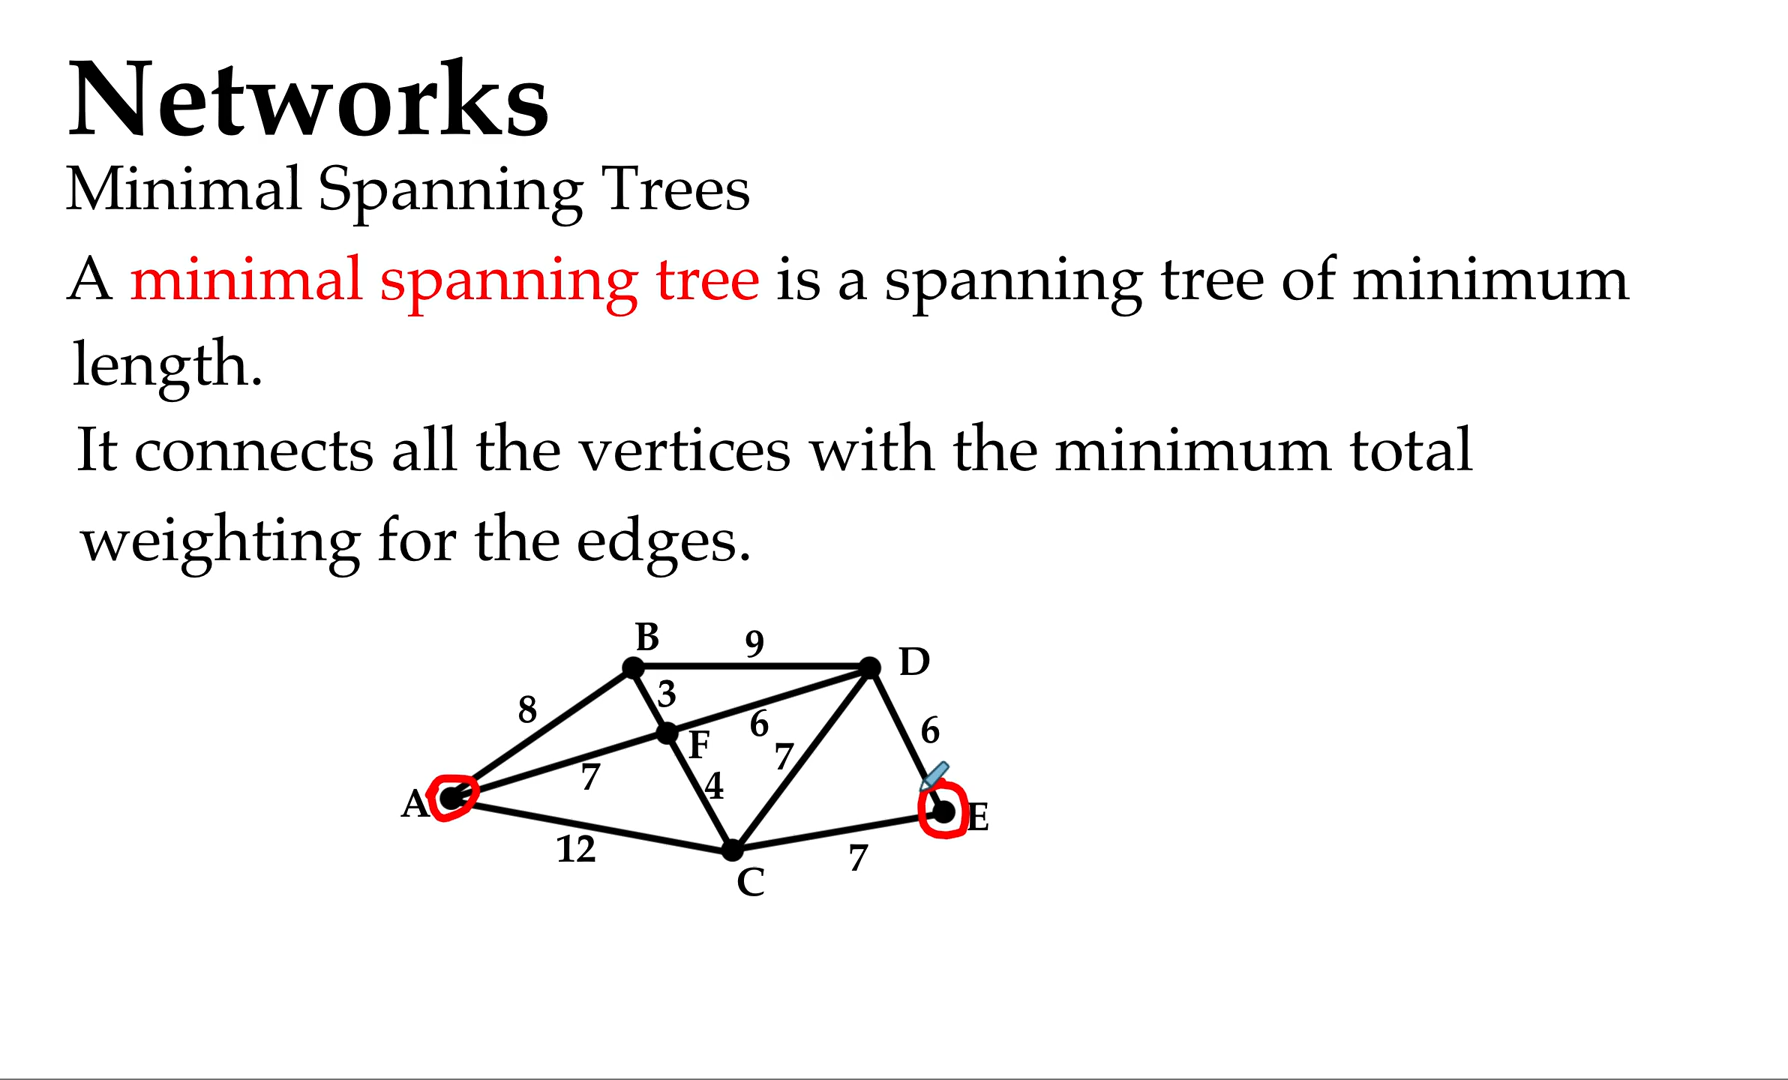 Networks
Minimal Spanning Trees
A minimal spanning tree is a spanning tree of minimum
length.
It connects all the vertices with the minimum total
weighting for the edges.
B
9
D
8
3
6
6
F
7
7
4
A
E
12
7
C